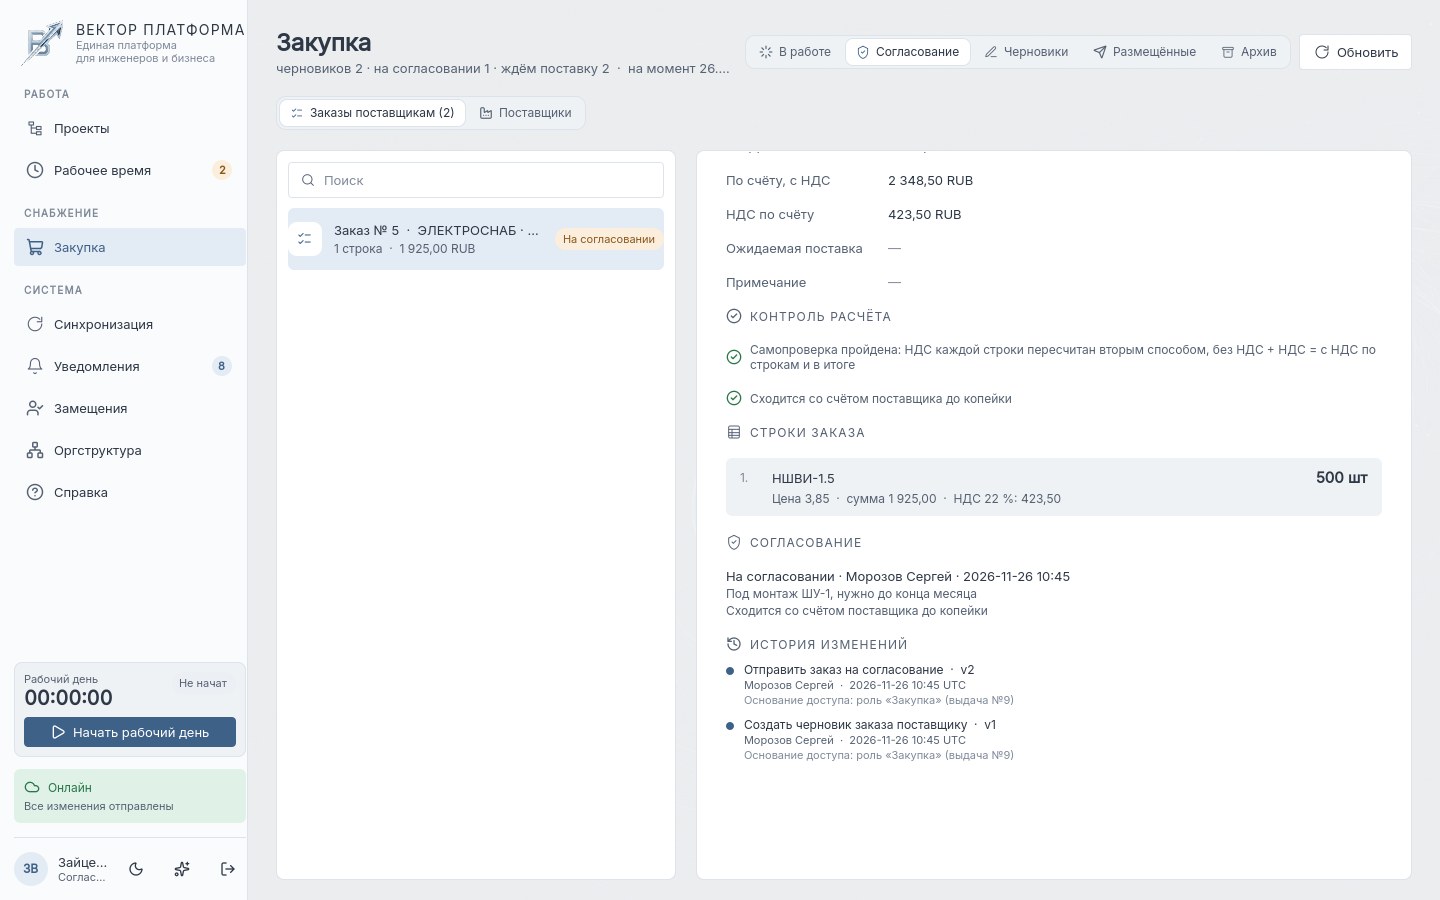 ВЕКТОР ПЛАТФОРМА
Единая платформа
для инженеров и бизнеса
РАБОТА
Проекты
Рабочее время
2
СНАБЖЕНИЕ
Закупка
СИСТЕМА
Синхронизация
Уведомления
8
Замещения
Оргструктура
Справка
Рабочий день
Не начат
00:00:00
Начать рабочий день
Онлайн
Все изменения отправлены
ЗВ
Зайце...
Соглас...
Закупка
черновиков 2 · на согласовании 1 · ждём поставку 2 · на момент 26....
В работе
Согласование
Черновики
Размещённые
Архив
Обновить
Заказы поставщикам (2)
Поставщики
Поиск
Заказ № 5 · ЭЛЕКТРОСНАБ · ...
1 строка · 1 925,00 RUB
На согласовании
По счёту, с НДС
2 348,50 RUB
НДС по счёту
423,50 RUB
Ожидаемая поставка
—
Примечание
—
КОНТРОЛЬ РАСЧЁТА
Самопроверка пройдена: НДС каждой строки пересчитан вторым способом, без НДС + НДС = с НДС по
строкам и в итоге
Сходится со счётом поставщика до копейки
СТРОКИ ЗАКАЗА
1.
НШВИ-1.5
500 шт
Цена 3,85 · сумма 1 925,00 · НДС 22 %: 423,50
СОГЛАСОВАНИЕ
На согласовании · Морозов Сергей · 2026-11-26 10:45
Под монтаж ШУ-1, нужно до конца месяца
Сходится со счётом поставщика до копейки
ИСТОРИЯ ИЗМЕНЕНИЙ
Отправить заказ на согласование · v2
Морозов Сергей · 2026-11-26 10:45 UTC
Основание доступа: роль «Закупка» (выдача №9)
Создать черновик заказа поставщику · v1
Морозов Сергей · 2026-11-26 10:45 UTC
Основание доступа: роль «Закупка» (выдача №9)